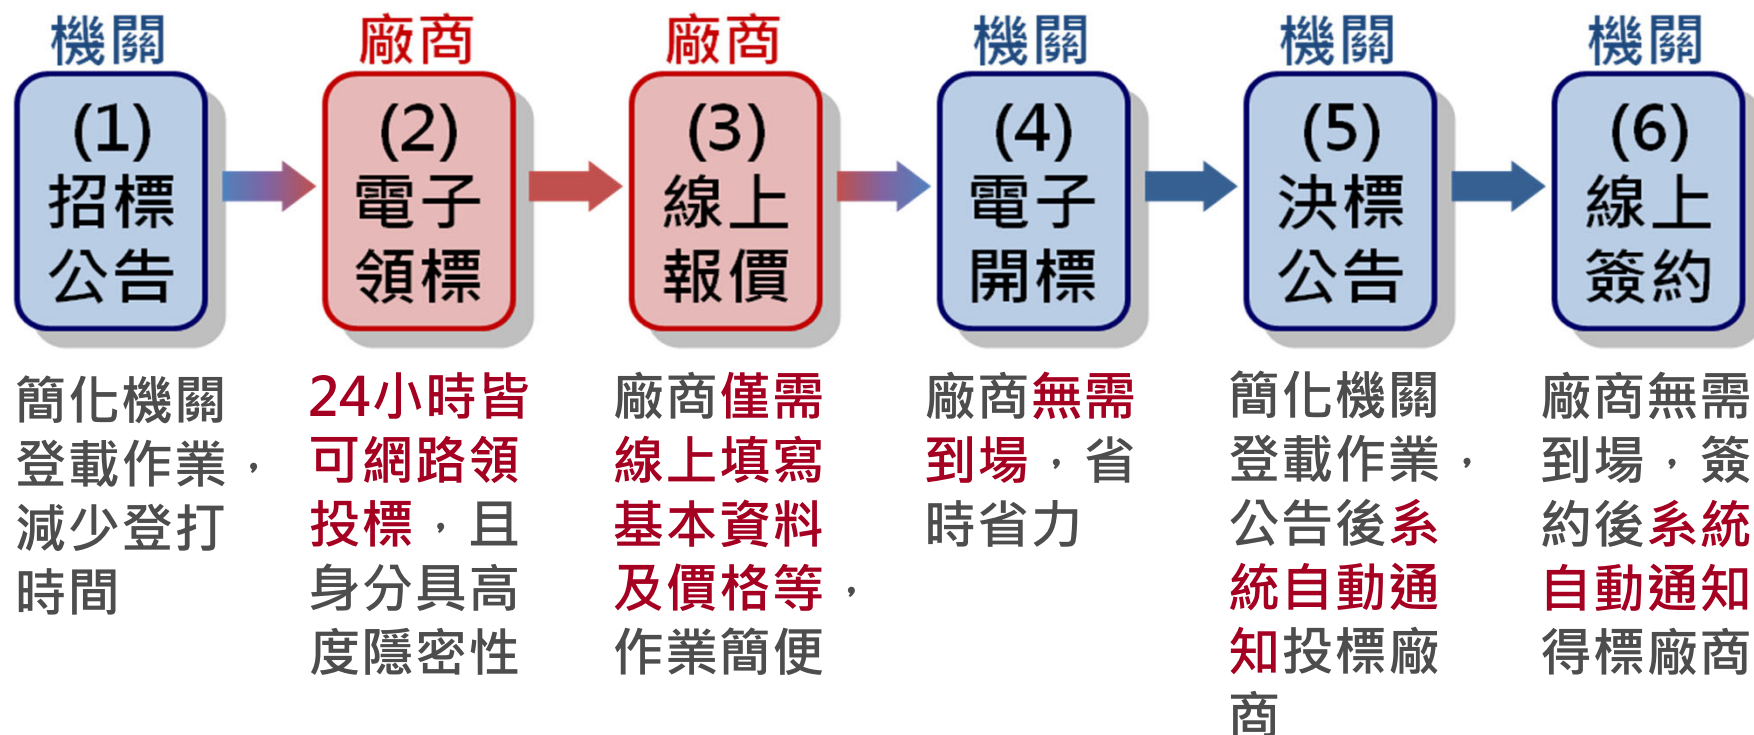 機關
(1)
招標
公告
簡化機關
登載作業，
減少登打
時間
廠商
(2)
電子
領標
24小時皆
可網路領
投標，且
身分具高
度隱密性
廠商
(3)
線上
報價
廠商僅需
線上填寫
基本資料
及價格等，
作業簡便
機關
(4)
電子
開標
廠商無需
到場，省
時省力
機關
(5)
決標
公告
簡化機關
登載作業，
公告後系
統自動通
知投標廠
商
機關
(6)
線上
簽約
廠商無需
到場，簽
約後系統
自動通知
得標廠商